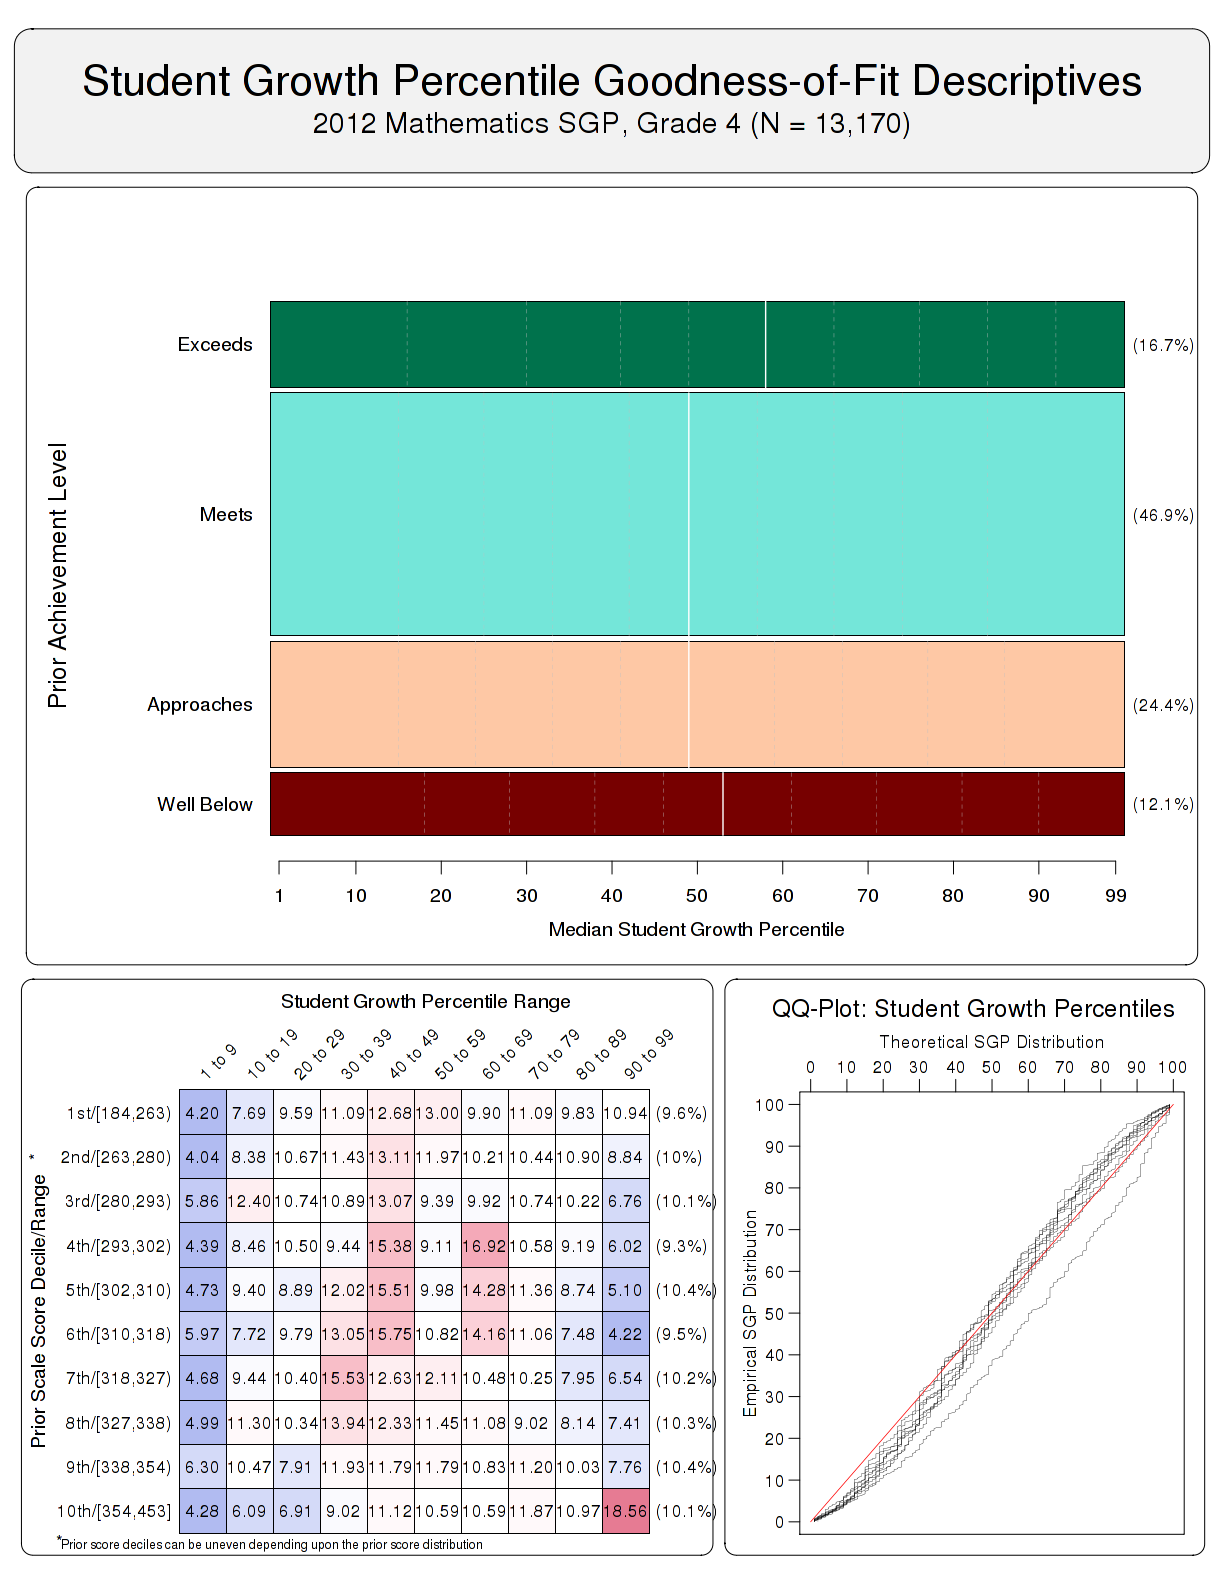 Student Growth Percentile Goodness-of-Fit Descriptives
2012 Mathematics SGP, Grade 4 (N = 13,170)
Prior Achievement Level
Exceeds (16.7%)
Meets (46.9%)
Approaches (24.4%)
Well Below (12.1%)
1 10 20 30 40 50 60 70 80 90 99
Median Student Growth Percentile
Student Growth Percentile Range
1 to 9 10 to 19 20 to 29 30 to 39 40 to 49 50 to 59 60 to 69 70 to 79 80 to 89 90 to 99
Prior Scale Score Decile/Range *
1st/[184,263) 4.20 7.69 9.59 11.09 12.68 13.00 9.90 11.09 9.83 10.94 (9.6%)
2nd/[263,280) 4.04 8.38 10.67 11.43 13.11 11.97 10.21 10.44 10.90 8.84 (10%)
3rd/[280,293) 5.86 12.40 10.74 10.89 13.07 9.39 9.92 10.74 10.22 6.76 (10.1%)
4th/[293,302) 4.39 8.46 10.50 9.44 15.38 9.11 16.92 10.58 9.19 6.02 (9.3%)
5th/[302,310) 4.73 9.40 8.89 12.02 15.51 9.98 14.28 11.36 8.74 5.10 (10.4%)
6th/[310,318) 5.97 7.72 9.79 13.05 15.75 10.82 14.16 11.06 7.48 4.22 (9.5%)
7th/[318,327) 4.68 9.44 10.40 15.53 12.63 12.11 10.48 10.25 7.95 6.54 (10.2%)
8th/[327,338) 4.99 11.30 10.34 13.94 12.33 11.45 11.08 9.02 8.14 7.41 (10.3%)
9th/[338,354) 6.30 10.47 7.91 11.93 11.79 11.79 10.83 11.20 10.03 7.76 (10.4%)
10th/[354,453] 4.28 6.09 6.91 9.02 11.12 10.59 10.59 11.87 10.97 18.56 (10.1%)
*Prior score deciles can be uneven depending upon the prior score distribution
QQ-Plot: Student Growth Percentiles
Theoretical SGP Distribution
0 10 20 30 40 50 60 70 80 90 100
Empirical SGP Distribution
100
90
80
70
60
50
40
30
20
10
0